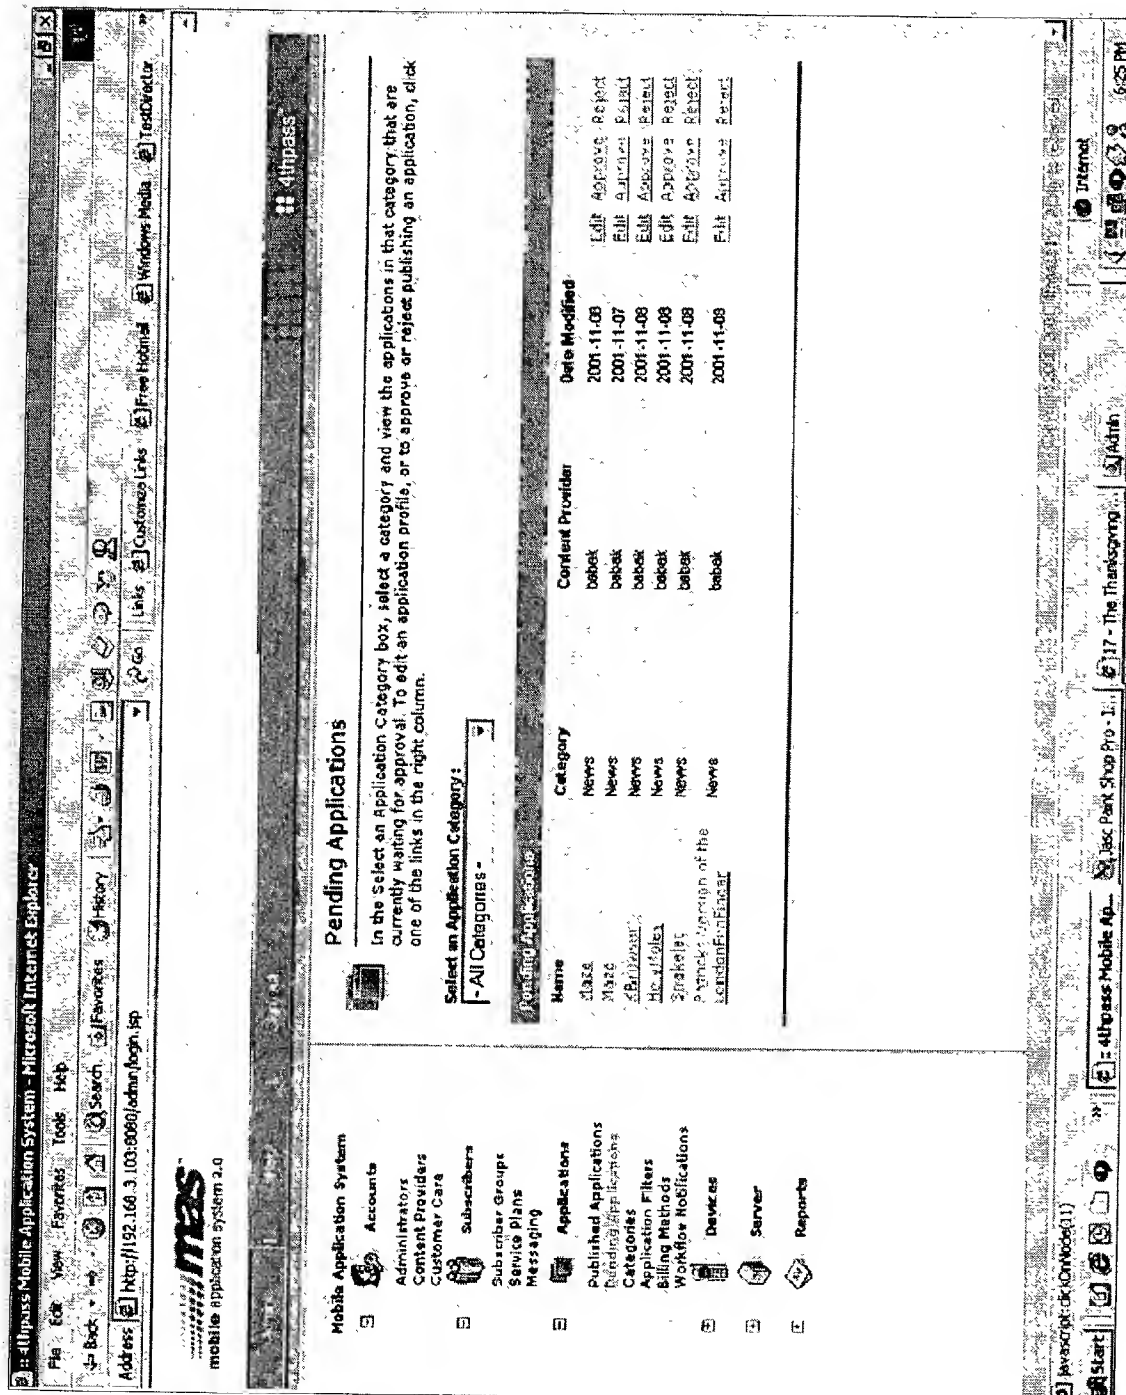 ::4thpass Mobile Application System - Microsoft Internet Explorer
File Edit View Favorites Tools Help
Back Search Favorites History
Address http://192.168.3.103:8080/admin/login.jsp Go Links Customize Links Free Hotmail Windows Media TestDirector
mas
mobile application system 2.0
4thpass
Mobile Application System
Accounts
Administrators
Content Providers
Customer Care
Subscribers
Subscriber Groups
Service Plans
Messaging
Applications
Published Applications
Pending Applications
Categories
Application Filters
Billing Methods
Workflow Notifications
Devices
Server
Reports
Pending Applications
In the Select an Application Category box, select a category and view the applications in that category that are
currently waiting for approval. To edit an application profile, or to approve or reject publishing an application, click
one of the links in the right column.
Select an Application Category:
- All Categories -
Pending Applications
Name Category Content Provider Date Modified
Maze News babak 2001-11-08 Edit Approve Reject
Maze News babak 2001-11-07 Edit Approve Reject
News babak 2001-11-08 Edit Approve Reject
HolyMoles News babak 2001-11-08 Edit Approve Reject
Snakelet News babak 2001-11-08 Edit Approve Reject
Patrick's Version of the
LondonFunFinder News babak 2001-11-08 Edit Approve Reject
javascript:clickOnNode(11) Internet
Start ::4thpass Mobile Ap... Jasc Paint Shop Pro - 1... 17 - The Thanksgiving ... Admin 6:25 PM